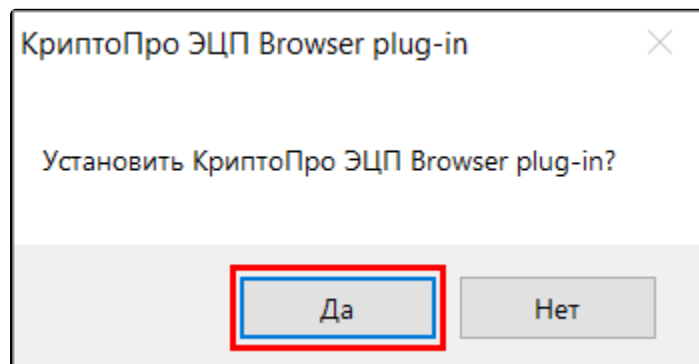 КриптоПро ЭЦП Browser plug-in
Установить КриптоПро ЭЦП Browser plug-in?
Да Нет